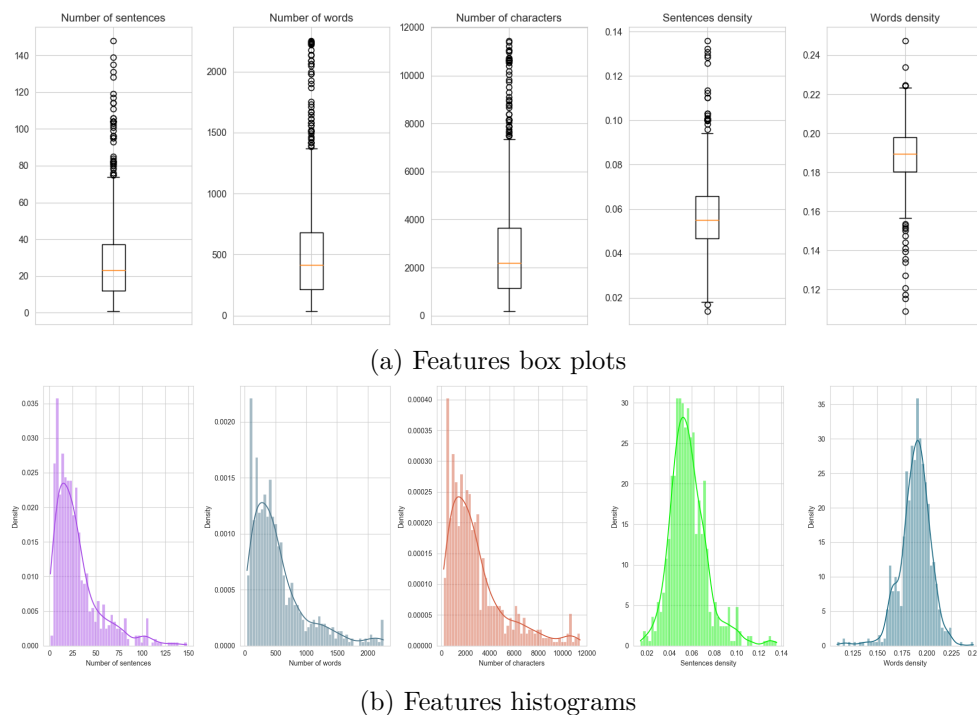 Number of sentences Number of words Number of characters Sentences density Words density
140 120 100 80 60 40 20 0
2000 1500 1000 500 0
12000 10000 8000 6000 4000 2000 0
0.14 0.12 0.10 0.08 0.06 0.04 0.02
0.24 0.22 0.20 0.18 0.16 0.14 0.12
(a) Features box plots
0.035 0.030 0.025 0.020 0.015 0.010 0.005 0.000
Density
0 25 50 75 100 125 150
Number of sentences
0.0020 0.0015 0.0010 0.0005 0.0000
Density
0 500 1000 1500 2000
Number of words
0.00040 0.00035 0.00030 0.00025 0.00020 0.00015 0.00010 0.00005 0.00000
Density
0 2000 4000 6000 8000 10000 12000
Number of characters
30 25 20 15 10 5 0
Density
0.02 0.04 0.06 0.08 0.10 0.12 0.14
Sentences density
35 30 25 20 15 10 5 0
Density
0.125 0.150 0.175 0.200 0.225
Words density
(b) Features histograms